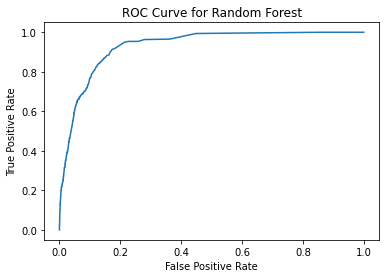 ROC Curve for Random Forest
1.0
0.8
0.6
0.4
0.2
0.0
True Positive Rate
0.0 0.2 0.4 0.6 0.8 1.0
False Positive Rate